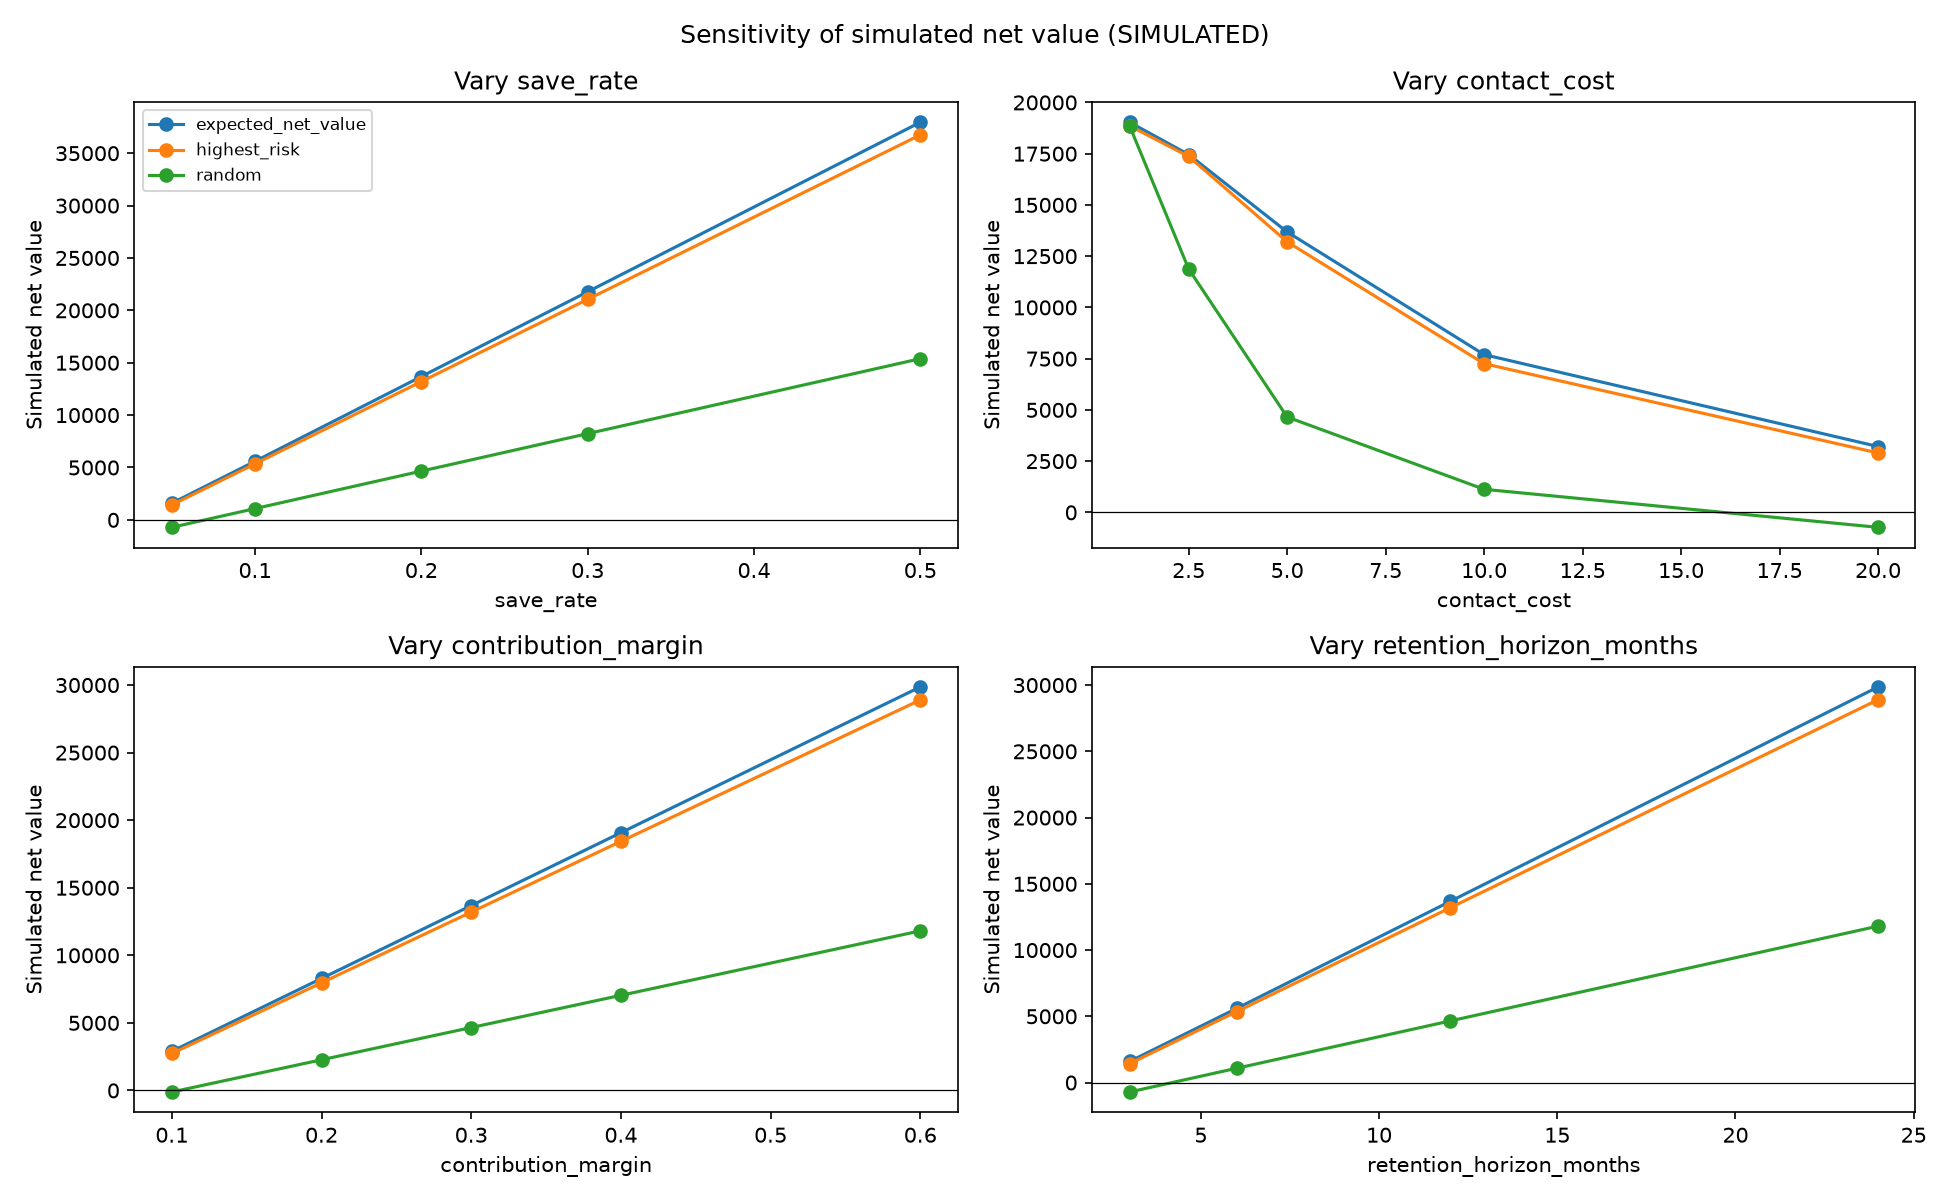 Sensitivity of simulated net value (SIMULATED)
Vary save_rate
expected_net_value
highest_risk
random
Simulated net value
35000
30000
25000
20000
15000
10000
5000
0
0.1 0.2 0.3 0.4 0.5
save_rate
Vary contact_cost
Simulated net value
20000
17500
15000
12500
10000
7500
5000
2500
0
2.5 5.0 7.5 10.0 12.5 15.0 17.5 20.0
contact_cost
Vary contribution_margin
Simulated net value
30000
25000
20000
15000
10000
5000
0
0.1 0.2 0.3 0.4 0.5 0.6
contribution_margin
Vary retention_horizon_months
Simulated net value
30000
25000
20000
15000
10000
5000
0
5 10 15 20 25
retention_horizon_months